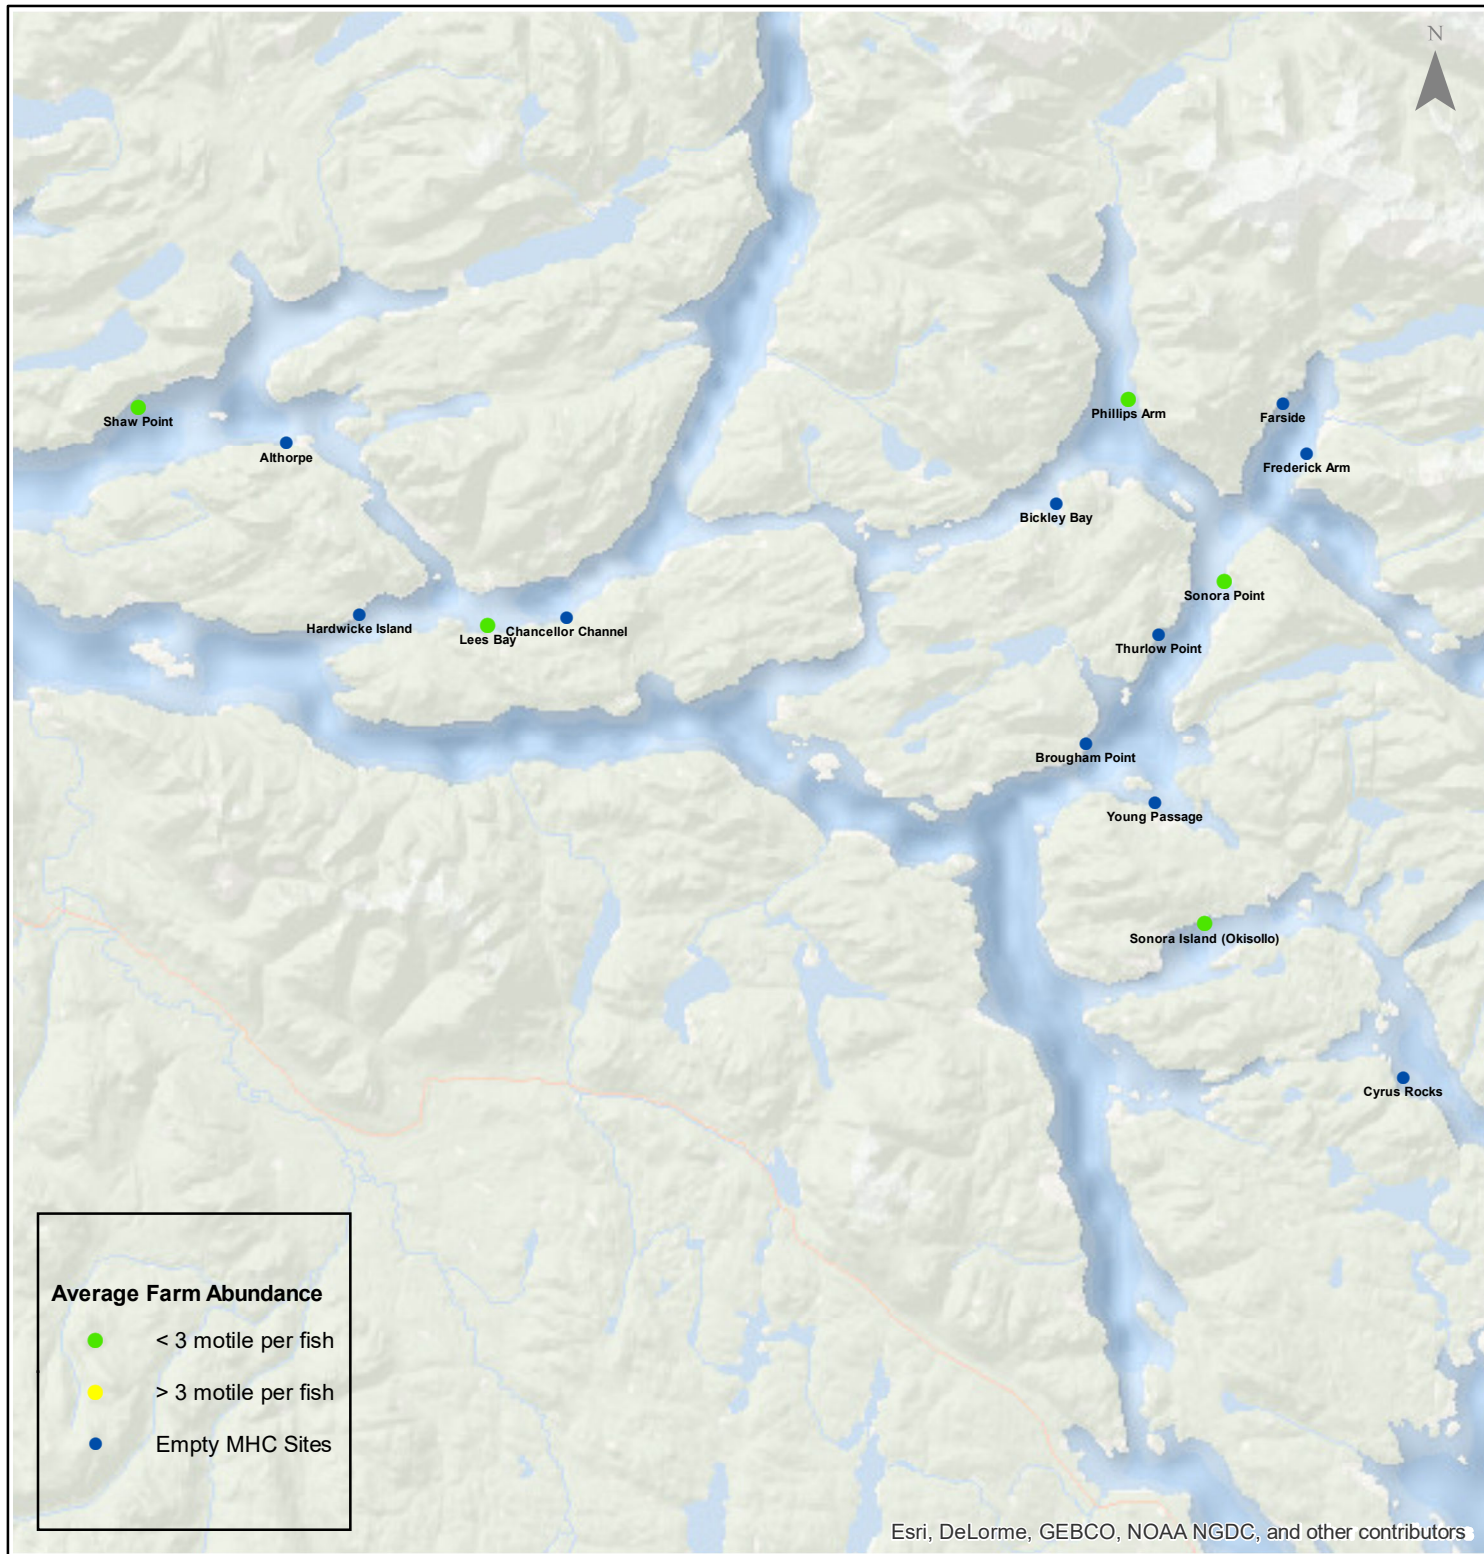 N
Shaw Point
Althorpe
Phillips Arm
Farside
Frederick Arm
Bickley Bay
Sonora Point
Hardwicke Island
Lees Bay
Chancellor Channel
Thurlow Point
Brougham Point
Young Passage
Sonora Island (Okisollo)
Cyrus Rocks
Average Farm Abundance
< 3 motile per fish
> 3 motile per fish
Empty MHC Sites
Esri, DeLorme, GEBCO, NOAA NGDC, and other contributors